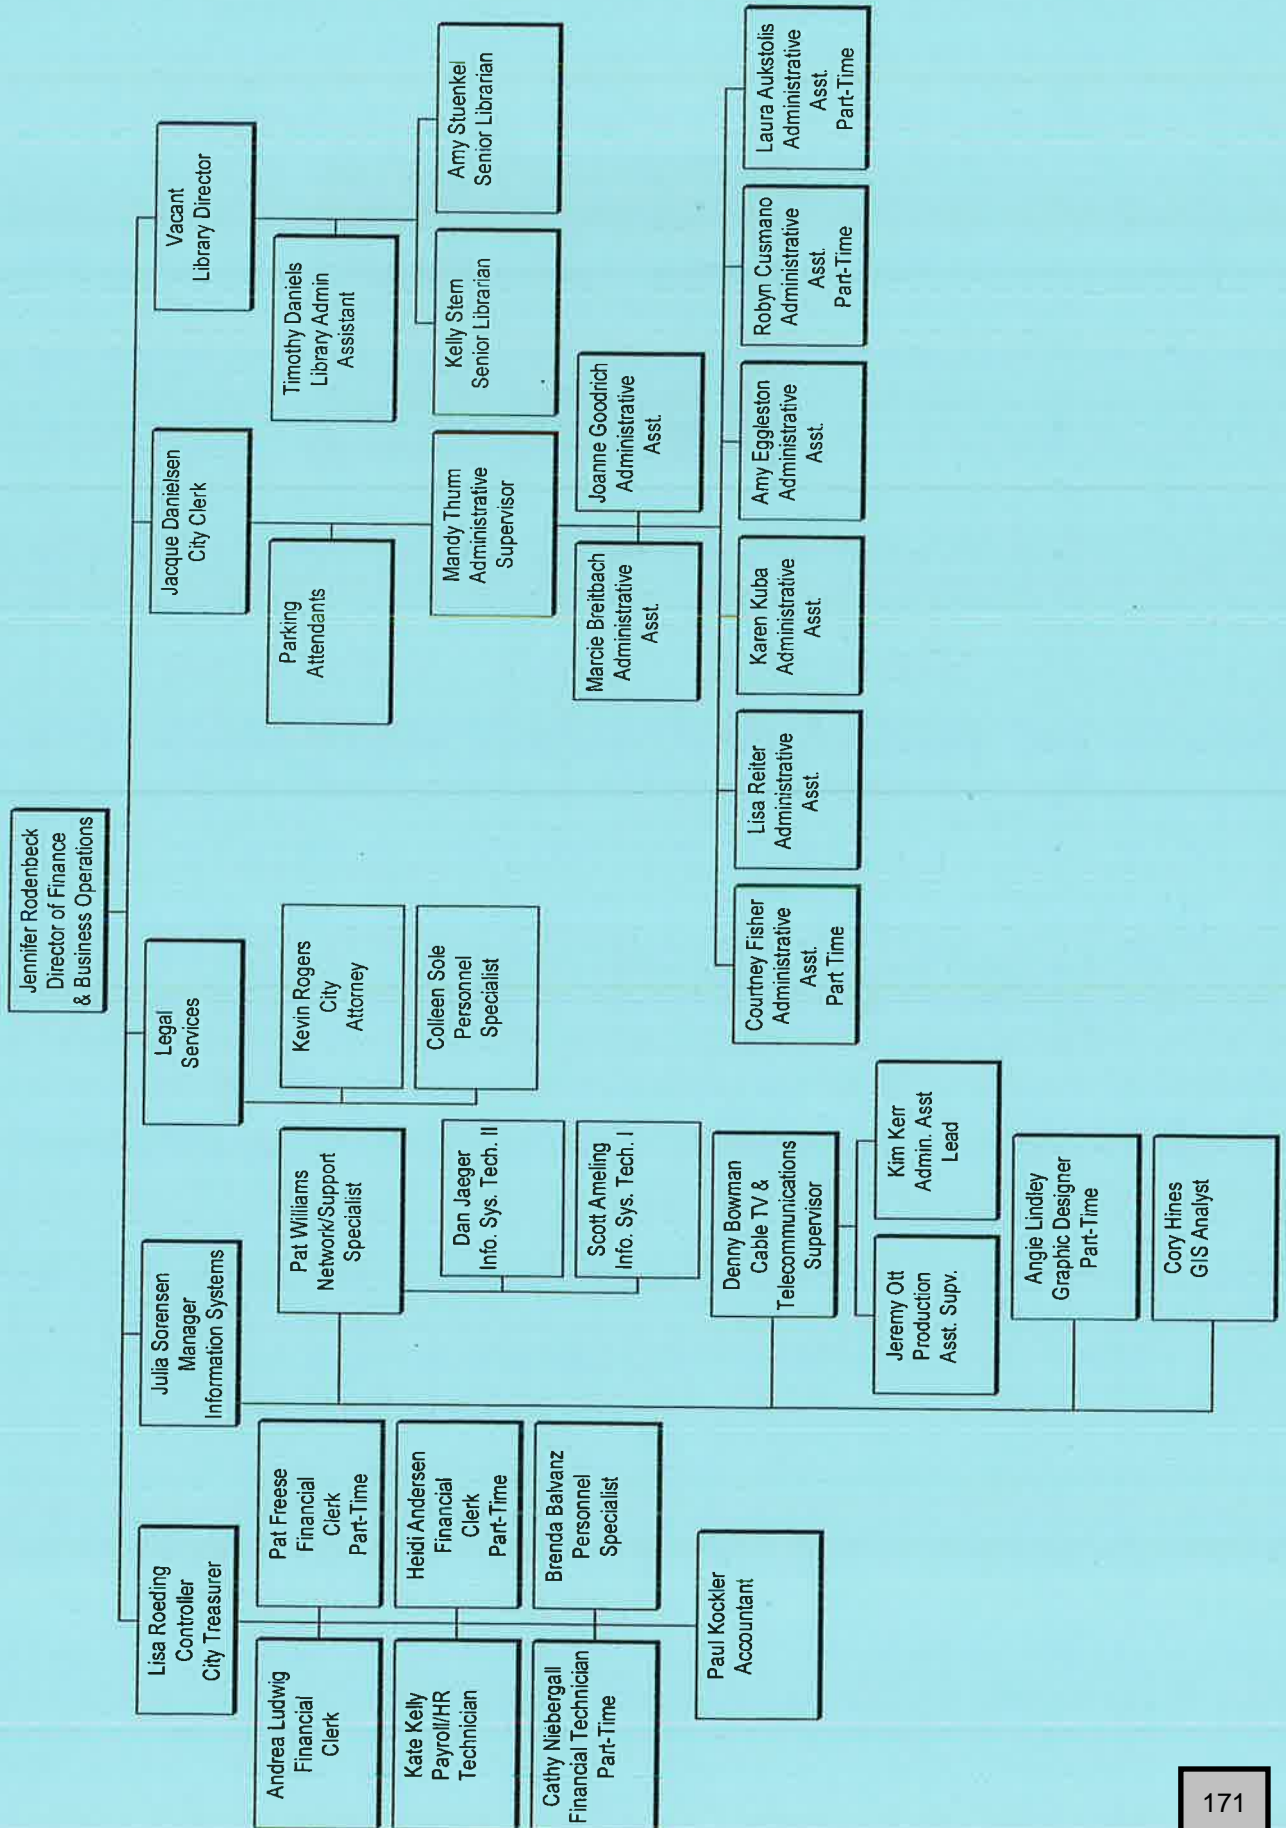 Jennifer Rodenbeck
Director of Finance
& Business Operations
Lisa Roeding
Controller
City Treasurer
Andrea Ludwig
Financial
Clerk
Pat Freese
Financial
Clerk
Part-Time
Kate Kelly
Payroll/HR
Technician
Heidi Andersen
Financial
Clerk
Part-Time
Cathy Niebergall
Financial Technician
Part-Time
Brenda Balvanz
Personnel
Specialist
Paul Kockler
Accountant
Julia Sorensen
Manager
Information Systems
Pat Williams
Network/Support
Specialist
Dan Jaeger
Info. Sys. Tech. II
Scott Ameling
Info. Sys. Tech. I
Denny Bowman
Cable TV &
Telecommunications
Supervisor
Jeremy Ott
Production
Asst. Supv.
Kim Kerr
Admin. Asst
Lead
Angie Lindley
Graphic Designer
Part-Time
Cory Hines
GIS Analyst
Legal
Services
Kevin Rogers
City
Attorney
Colleen Sole
Personnel
Specialist
Jacque Danielsen
City Clerk
Parking
Attendants
Mandy Thurm
Administrative
Supervisor
Marcie Breitbach
Administrative
Asst.
Joanne Goodrich
Administrative
Asst.
Courtney Fisher
Administrative
Asst.
Part Time
Lisa Reiter
Administrative
Asst.
Karen Kuba
Administrative
Asst.
Amy Eggleston
Administrative
Asst.
Robyn Cusmano
Administrative
Asst.
Part-Time
Laura Aukstolis
Administrative
Asst.
Part-Time
Vacant
Library Director
Timothy Daniels
Library Admin
Assistant
Kelly Stern
Senior Librarian
Amy Stuenkel
Senior Librarian
171